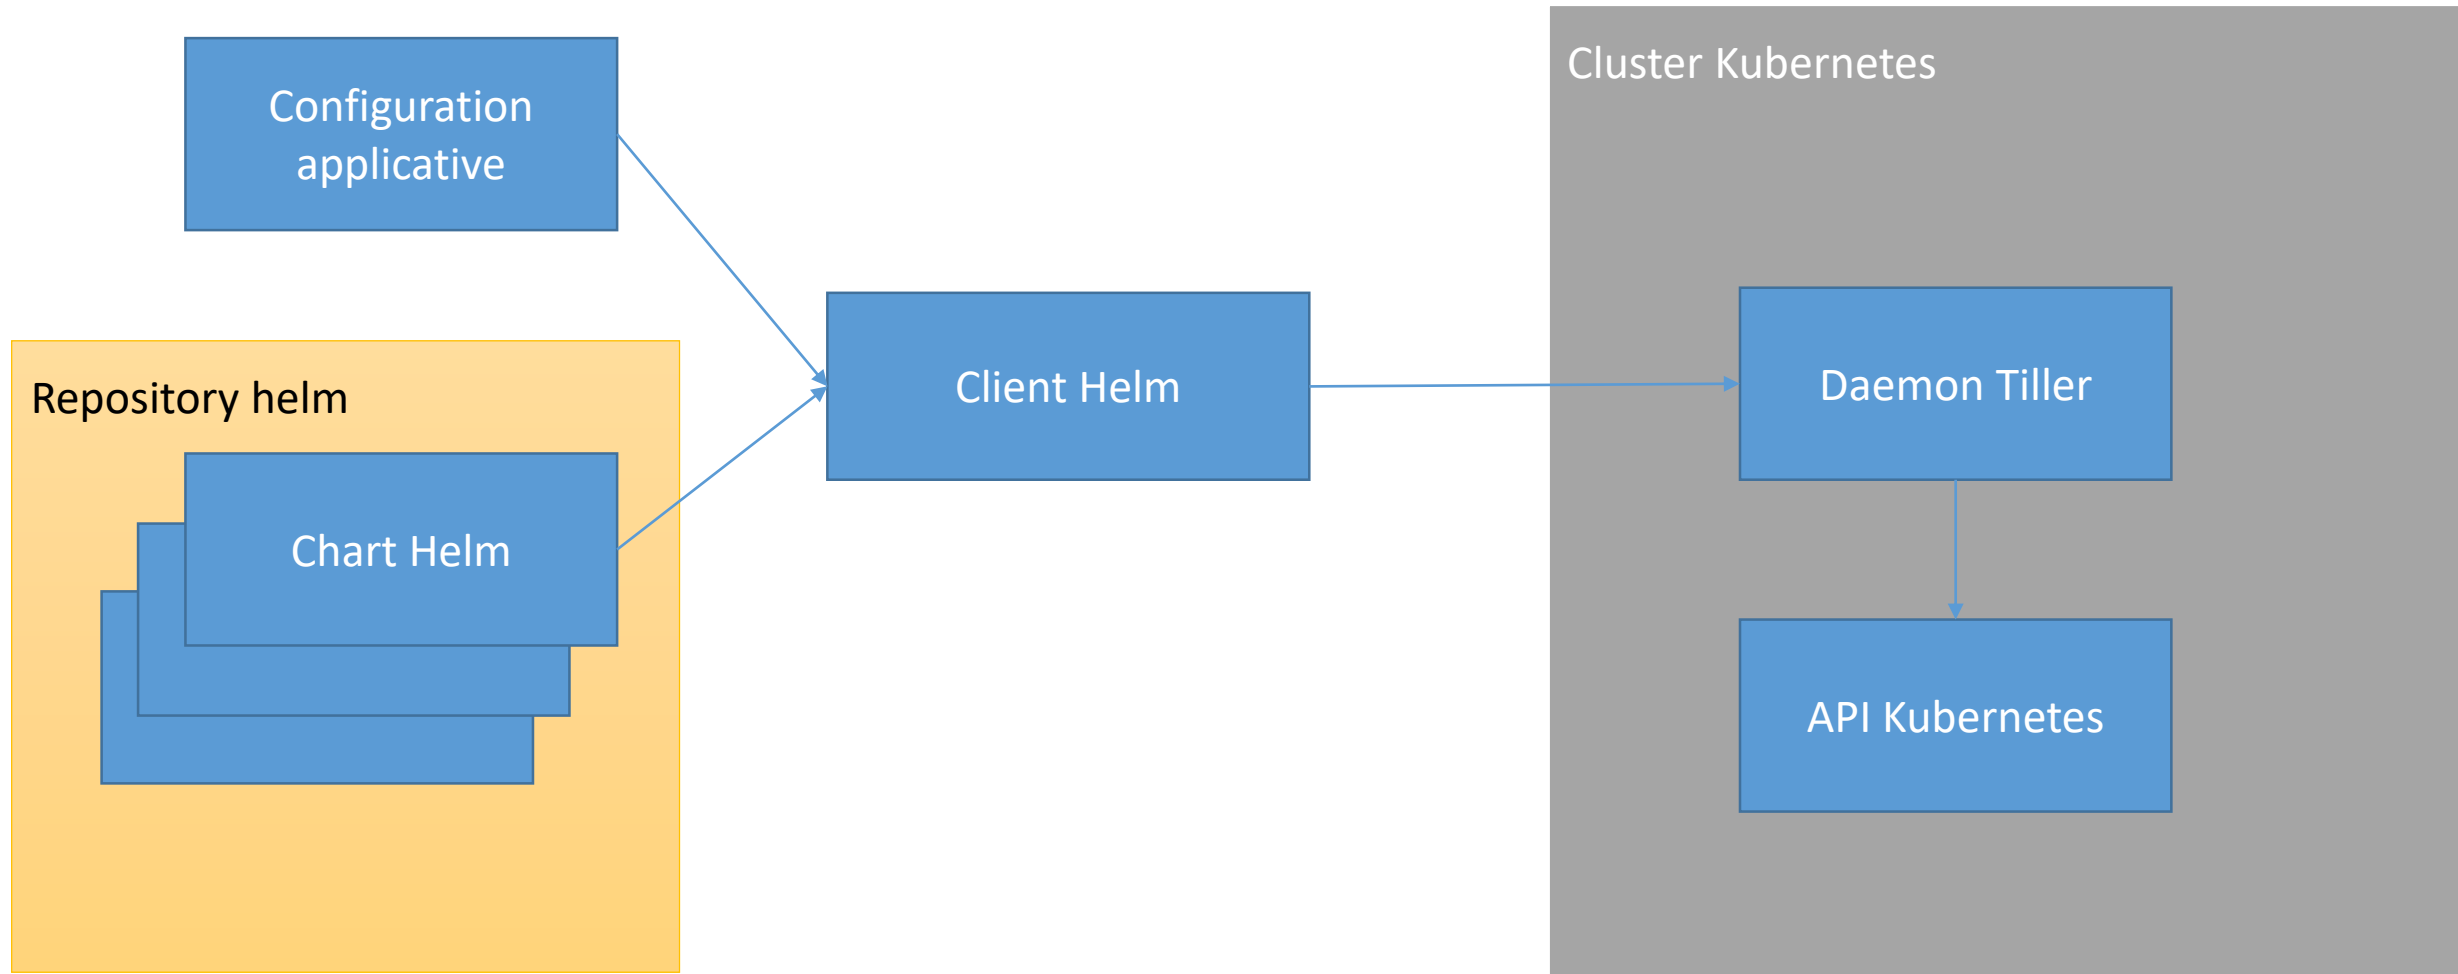 Configuration
applicative
Repository helm
Chart Helm
Client Helm
Cluster Kubernetes
Daemon Tiller
API Kubernetes